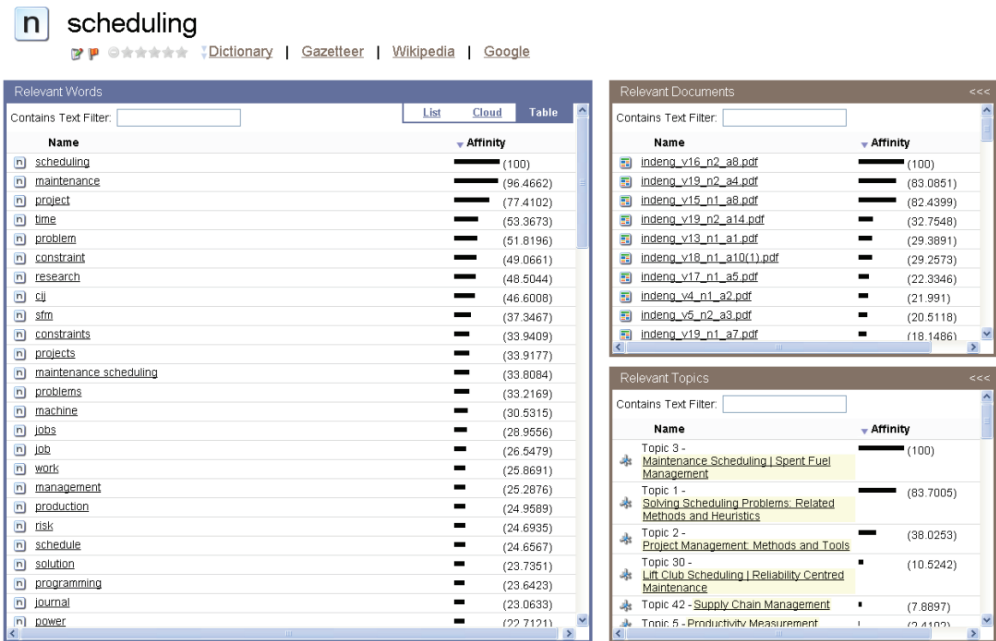 n scheduling
Dictionary | Gazetteer | Wikipedia | Google
Relevant Words
Contains Text Filter:
List Cloud Table
Name Affinity
n scheduling (100)
n maintenance (96.4662)
n project (77.4102)
n time (53.3673)
n problem (51.8196)
n constraint (49.0661)
n research (48.5044)
n cij (46.6008)
n sfm (37.3467)
n constraints (33.9409)
n projects (33.9177)
n maintenance scheduling (33.8084)
n problems (33.2169)
n machine (30.5315)
n jobs (28.9556)
n job (26.5479)
n work (25.8691)
n management (25.2876)
n production (24.9589)
n risk (24.6935)
n schedule (24.6567)
n solution (23.7351)
n programming (23.6423)
n journal (23.0633)
n power (22.7121)
Relevant Documents <<<
Contains Text Filter:
Name Affinity
indeng_v16_n2_a8.pdf (100)
indeng_v19_n2_a4.pdf (83.0851)
indeng_v15_n1_a8.pdf (82.4399)
indeng_v19_n2_a14.pdf (32.7548)
indeng_v13_n1_a1.pdf (29.3891)
indeng_v18_n1_a10(1).pdf (29.2573)
indeng_v17_n1_a5.pdf (22.3346)
indeng_v4_n1_a2.pdf (21.991)
indeng_v5_n2_a3.pdf (20.5118)
indeng_v19_n1_a7.pdf (18.1486)
Relevant Topics <<<
Contains Text Filter:
Name Affinity
Topic 3 -
Maintenance Scheduling | Spent Fuel (100)
Management
Topic 1 -
Solving Scheduling Problems: Related (83.7005)
Methods and Heuristics
Topic 2 -
Project Management: Methods and Tools (38.0253)
Topic 30 -
Lift Club Scheduling | Reliability Centred (10.5242)
Maintenance
Topic 42 - Supply Chain Management (7.8897)
Topic 5 - Productivity Measurement (2.4192)